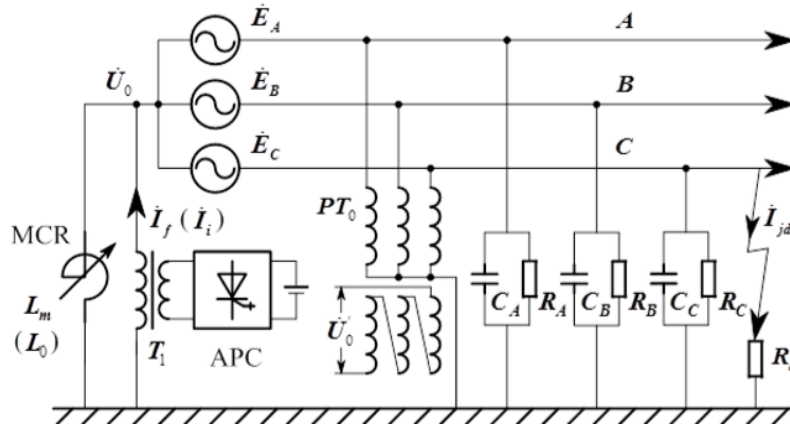 Ė_A
A
U̇_0
Ė_B
B
Ė_C
C
MCR
İ_f (İ_i)
PT_0
İ_jd
L_m
(L_0)
T_1
APC
U̇_0
C_A
R_A
C_B
R_B
C_C
R_C